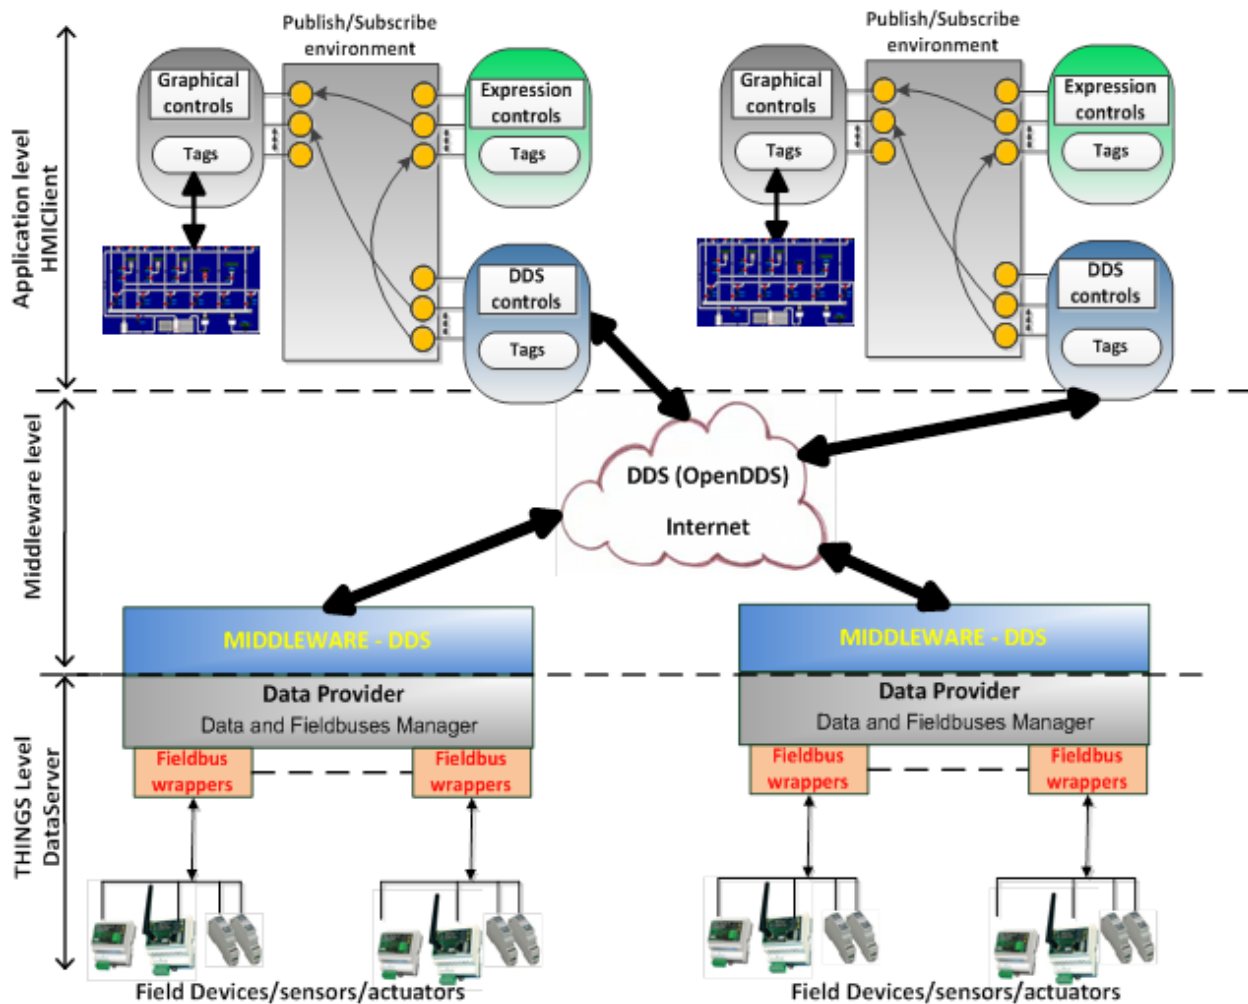 Publish/Subscribe
environment
Graphical
controls
Tags
Expression
controls
Tags
DDS
controls
Tags
Publish/Subscribe
environment
Graphical
controls
Tags
Expression
controls
Tags
DDS
controls
Tags
Application level
HMIClient
Middleware level
DDS (OpenDDS)
Internet
MIDDLEWARE - DDS
MIDDLEWARE - DDS
THINGS Level
DataServer
Data Provider
Data and Fieldbuses Manager
Fieldbus
wrappers
Fieldbus
wrappers
Data Provider
Data and Fieldbuses Manager
Fieldbus
wrappers
Fieldbus
wrappers
Field Devices/sensors/actuators
Field Devices/sensors/actuators